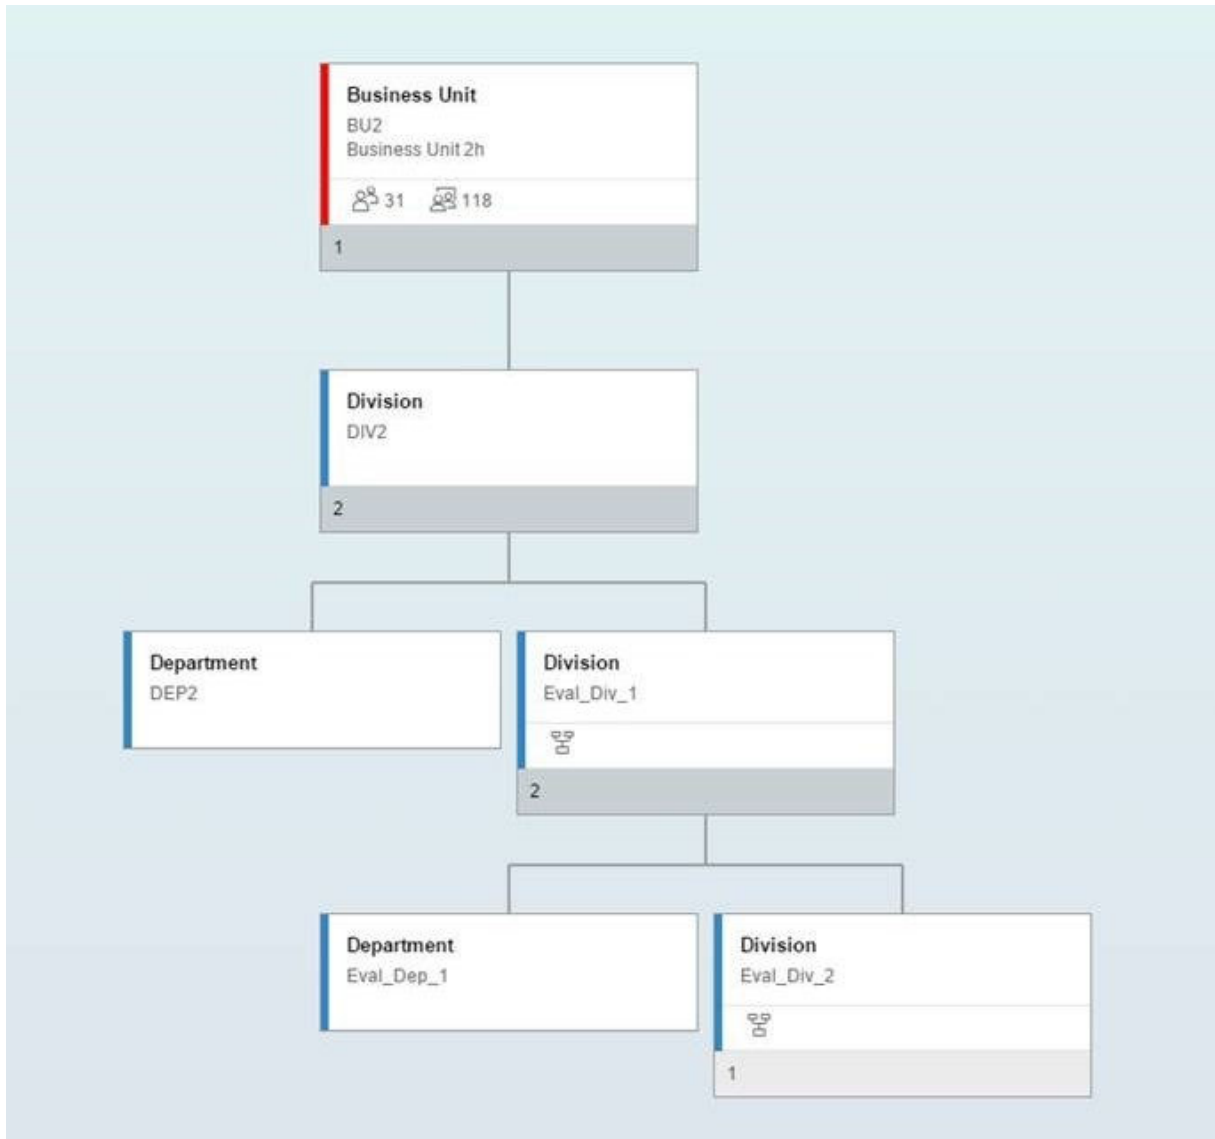 Business Unit
BU2
Business Unit 2h
31 118
1
Division
DIV2
2
Department
DEP2
Division
Eval_Div_1
2
Department
Eval_Dep_1
Division
Eval_Div_2
1